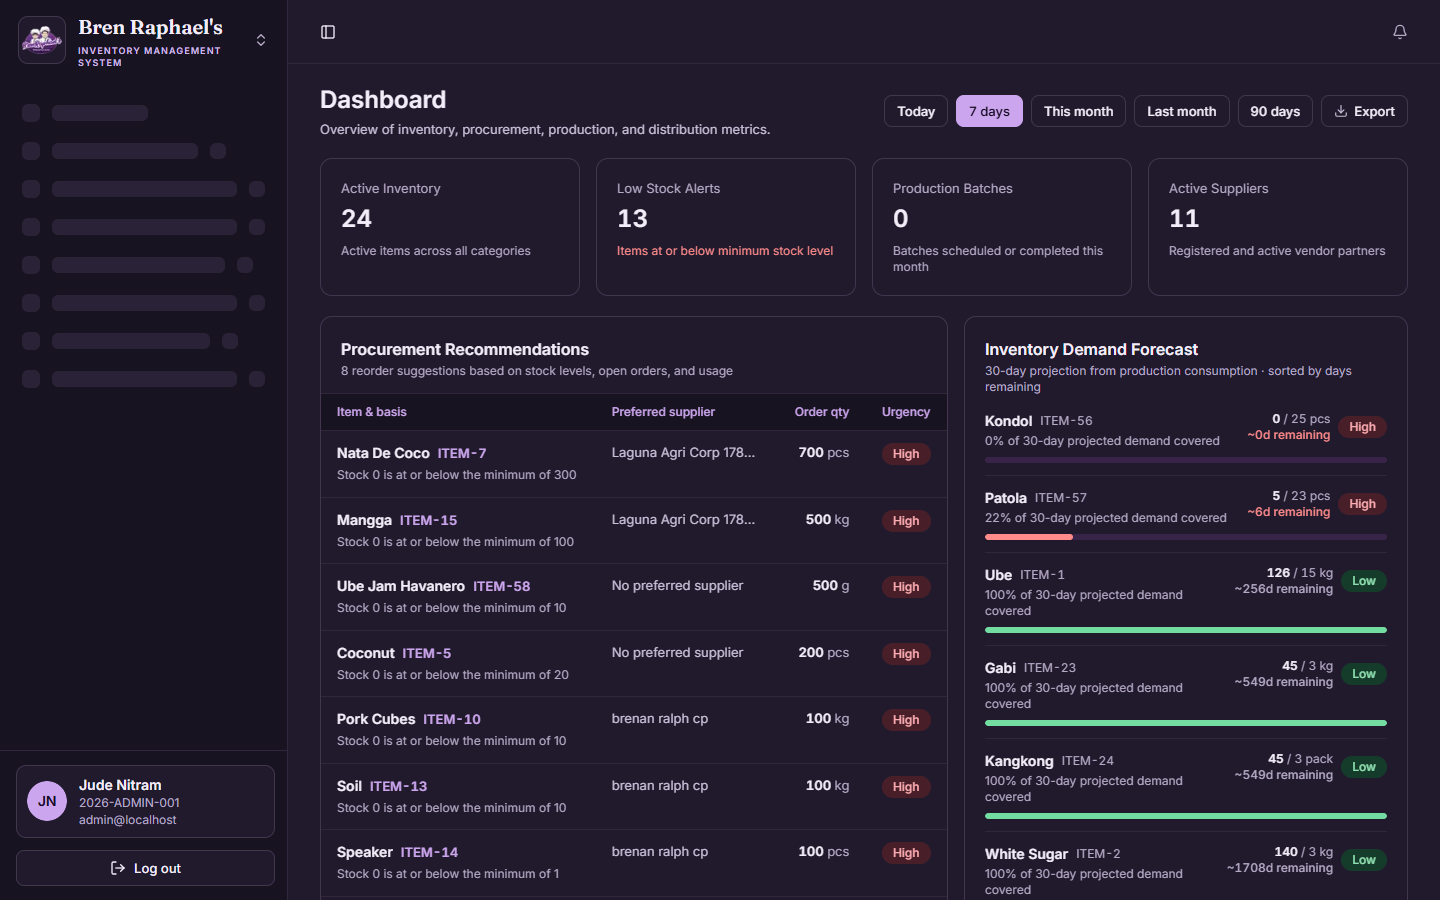 Bren Raphael's
INVENTORY MANAGEMENT
SYSTEM
Dashboard
Overview of inventory, procurement, production, and distribution metrics.
Today
7 days
This month
Last month
90 days
Export
Active Inventory
24
Active items across all categories
Low Stock Alerts
13
Items at or below minimum stock level
Production Batches
0
Batches scheduled or completed this
month
Active Suppliers
11
Registered and active vendor partners
Procurement Recommendations
8 reorder suggestions based on stock levels, open orders, and usage
Item & basis Preferred supplier Order qty Urgency
Nata De Coco ITEM-7 Laguna Agri Corp 178... 700 pcs High
Stock 0 is at or below the minimum of 300
Mangga ITEM-15 Laguna Agri Corp 178... 500 kg High
Stock 0 is at or below the minimum of 100
Ube Jam Havanero ITEM-58 No preferred supplier 500 g High
Stock 0 is at or below the minimum of 10
Coconut ITEM-5 No preferred supplier 200 pcs High
Stock 0 is at or below the minimum of 20
Pork Cubes ITEM-10 brenan ralph cp 100 kg High
Stock 0 is at or below the minimum of 10
Soil ITEM-13 brenan ralph cp 100 kg High
Stock 0 is at or below the minimum of 10
Speaker ITEM-14 brenan ralph cp 100 pcs High
Stock 0 is at or below the minimum of 1
Inventory Demand Forecast
30-day projection from production consumption · sorted by days
remaining
Kondol ITEM-56 0 / 25 pcs High
0% of 30-day projected demand covered ~0d remaining
Patola ITEM-57 5 / 23 pcs High
22% of 30-day projected demand covered ~6d remaining
Ube ITEM-1 126 / 15 kg Low
100% of 30-day projected demand ~256d remaining
covered
Gabi ITEM-23 45 / 3 kg Low
100% of 30-day projected demand ~549d remaining
covered
Kangkong ITEM-24 45 / 3 pack Low
100% of 30-day projected demand ~549d remaining
covered
White Sugar ITEM-2 140 / 3 kg Low
100% of 30-day projected demand ~1708d remaining
covered
JN
Jude Nitram
2026-ADMIN-001
admin@localhost
Log out